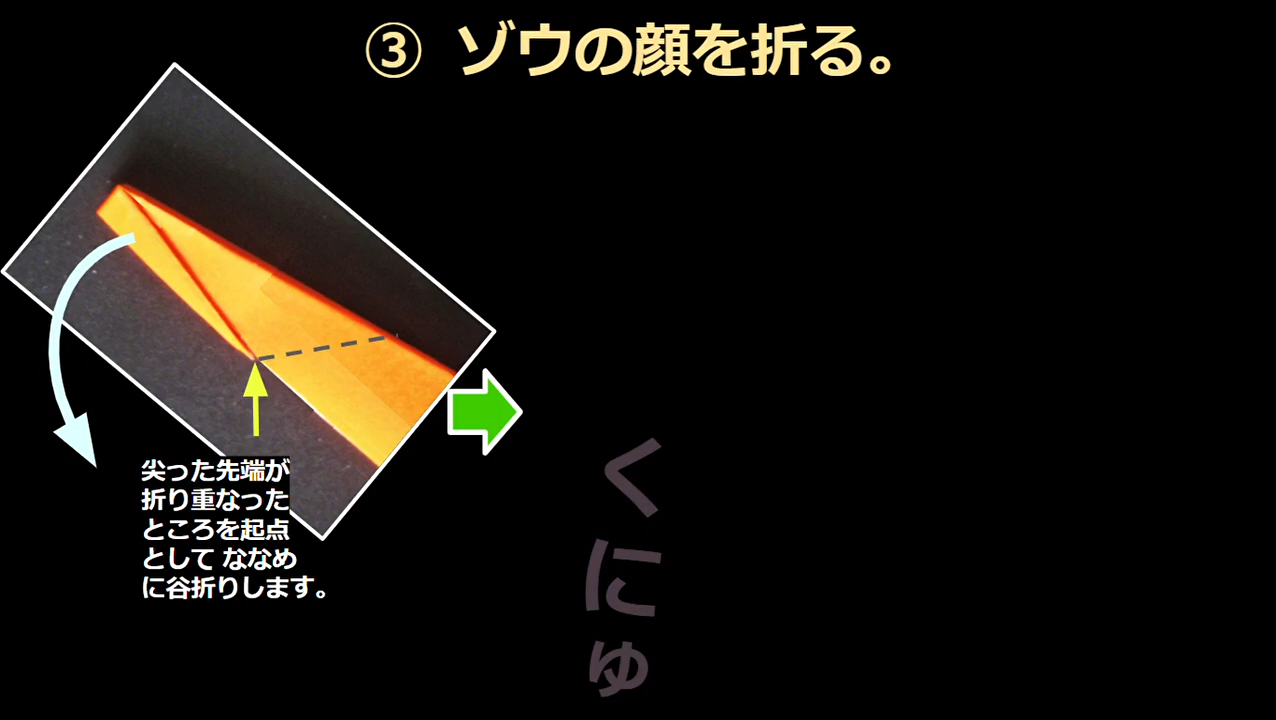 ③ ゾウの顔を折る。
尖った先端が
折り重なった
ところを起点
として ななめ
に谷折りします。
くにゅ